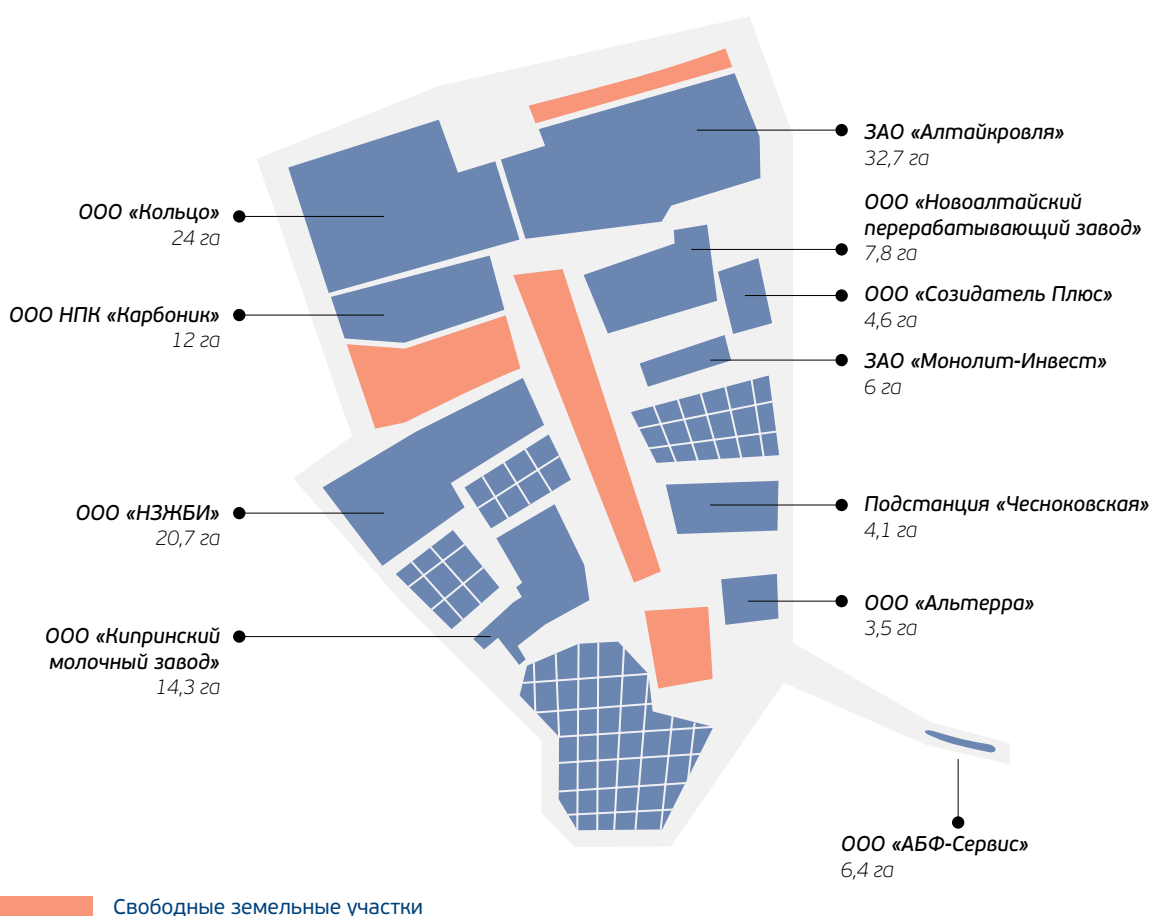 ООО «Кольцо»
24 га
ООО НПК «Карбоник»
12 га
ООО «НЗЖБИ»
20,7 га
ООО «Кипринский
молочный завод»
14,3 га
ЗАО «Алтайкровля»
32,7 га
ООО «Новоалтайский
перерабатывающий завод»
7,8 га
ООО «Созидатель Плюс»
4,6 га
ЗАО «Монолит-Инвест»
6 га
Подстанция «Чесноковская»
4,1 га
ООО «Альтерра»
3,5 га
ООО «АБФ-Сервис»
6,4 га
Свободные земельные участки